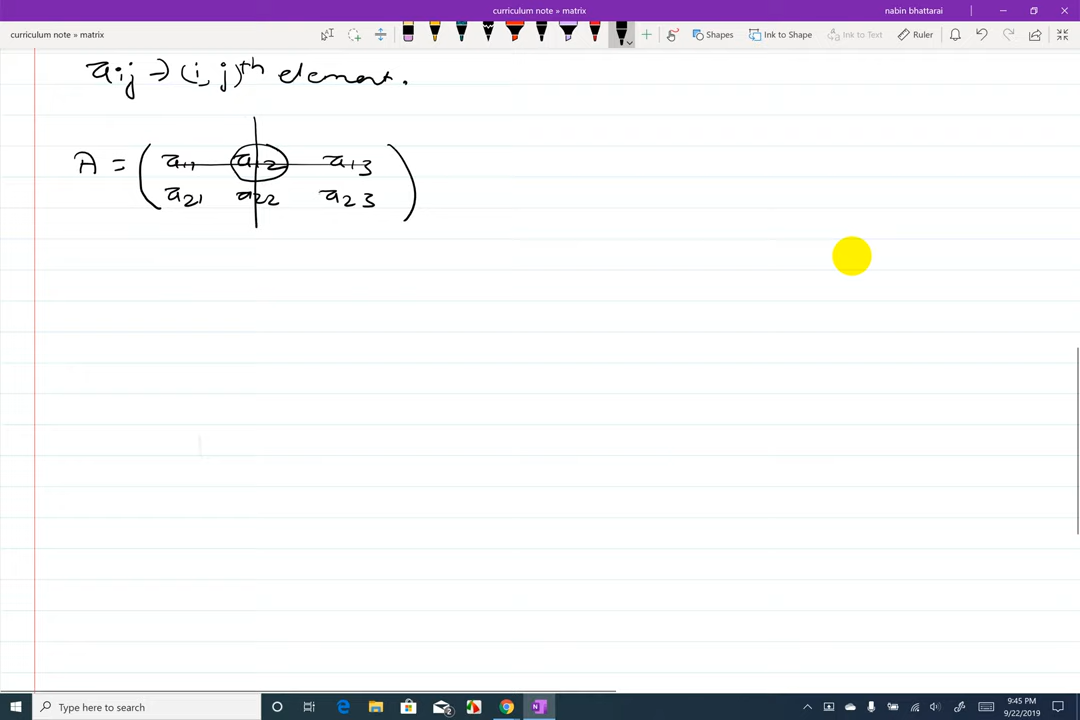 curriculum note » matrix
nabin bhattarai
curriculum note » matrix
Shapes
Ink to Shape
Ink to Text
Ruler
aij → (i, j)th element.
A = ( a11 a12 a13
a21 a22 a23 )
Type here to search
2
9:45 PM
9/22/2019